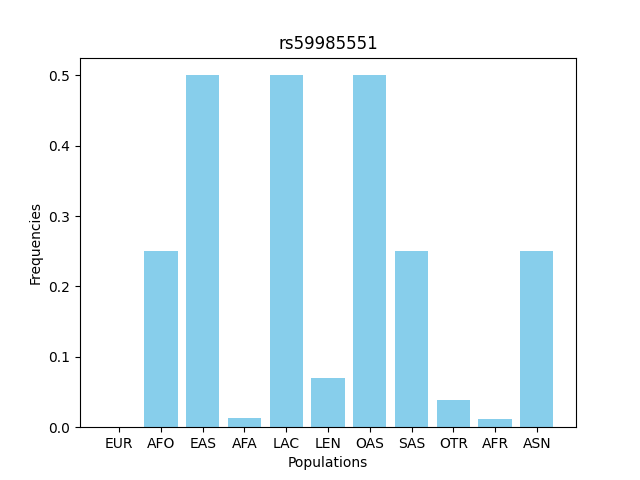 rs59985551
Frequencies
0.5
0.4
0.3
0.2
0.1
0.0
EUR AFO EAS AFA LAC LEN OAS SAS OTR AFR ASN
Populations